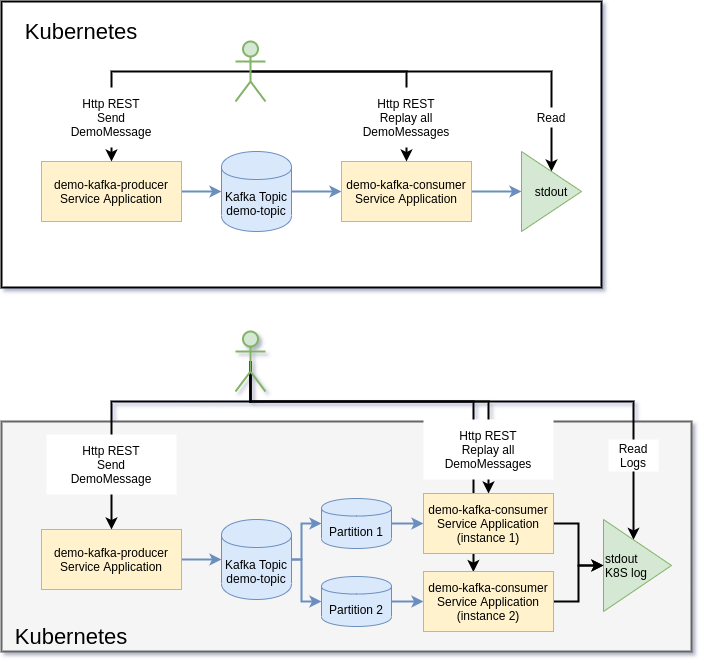 Kubernetes
Http REST
Send
DemoMessage
Http REST
Replay all
DemoMessages
Read
demo-kafka-producer
Service Application
Kafka Topic
demo-topic
demo-kafka-consumer
Service Application
stdout
Http REST
Send
DemoMessage
Http REST
Replay all
DemoMessages
Read
Logs
demo-kafka-producer
Service Application
Kafka Topic
demo-topic
Partition 1
Partition 2
demo-kafka-consumer
Service Application
(instance 1)
demo-kafka-consumer
Service Application
(instance 2)
stdout
K8S log
Kubernetes